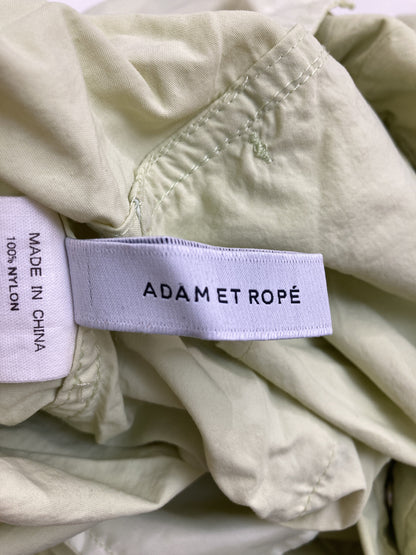 ADAM ET ROPÉ
MADE IN CHINA
100% NYLON